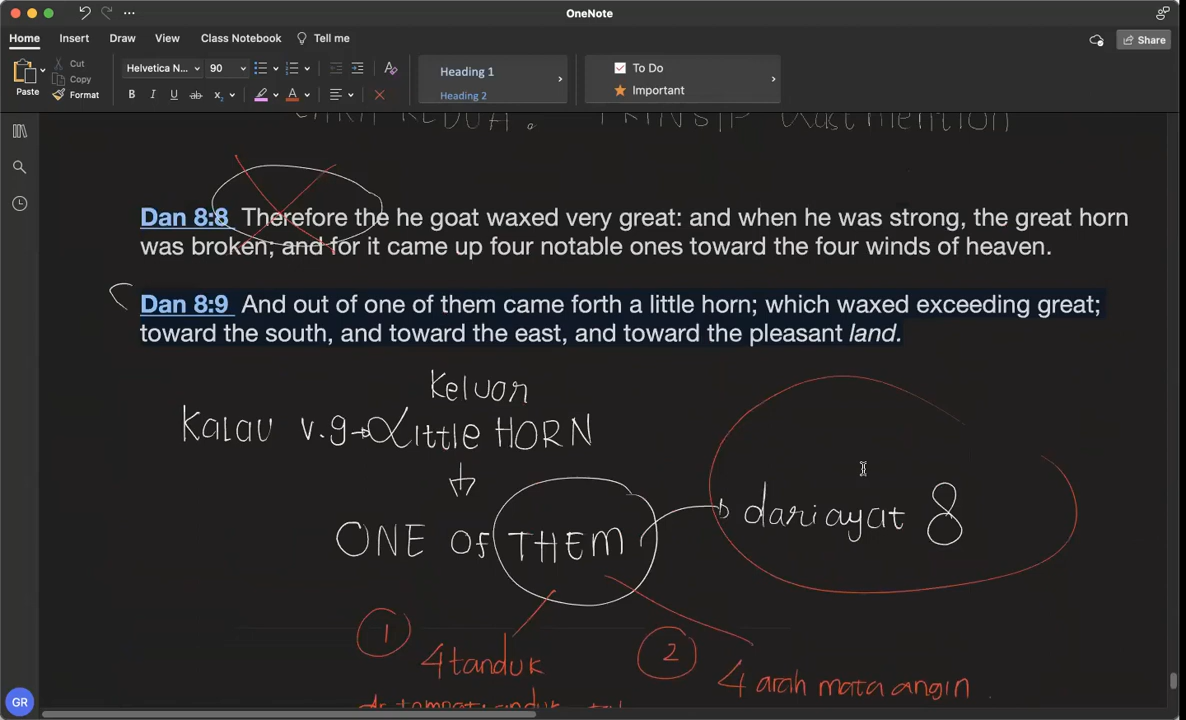 OneNote
Home Insert Draw View Class Notebook Tell me
Share
Paste
Cut
Copy
Format
Helvetica N... 90
B I U ab x
A
Heading 1
Heading 2
To Do
Important
Dan 8:8 Therefore the he goat waxed very great: and when he was strong, the great horn
was broken; and for it came up four notable ones toward the four winds of heaven.
Dan 8:9 And out of one of them came forth a little horn; which waxed exceeding great;
toward the south, and toward the east, and toward the pleasant land.
Keluar
KALAU v.9 → Little HORN
ONE Of THEM
dari ayat 8
1
4 tanduk
2
4 arah mata angin
GR